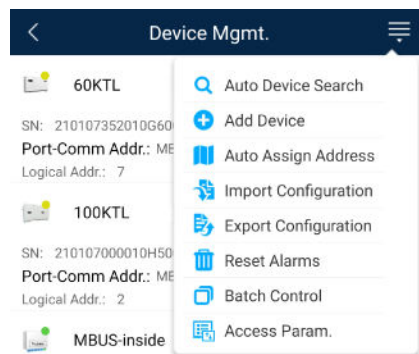 Device Mgmt.
60KTL
SN: 210107352010G60
Port-Comm Addr.: ME
Logical Addr.: 7
100KTL
SN: 210107000010H50
Port-Comm Addr.: ME
Logical Addr.: 2
MBUS-inside
Auto Device Search
Add Device
Auto Assign Address
Import Configuration
Export Configuration
Reset Alarms
Batch Control
Access Param.